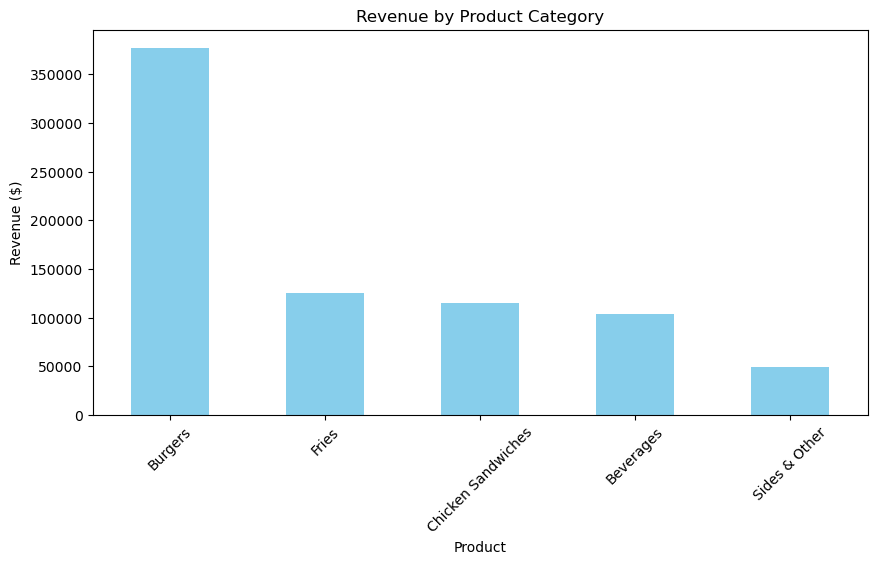 Revenue by Product Category
Revenue ($)
350000
300000
250000
200000
150000
100000
50000
0
Burgers
Fries
Chicken Sandwiches
Beverages
Sides & Other
Product